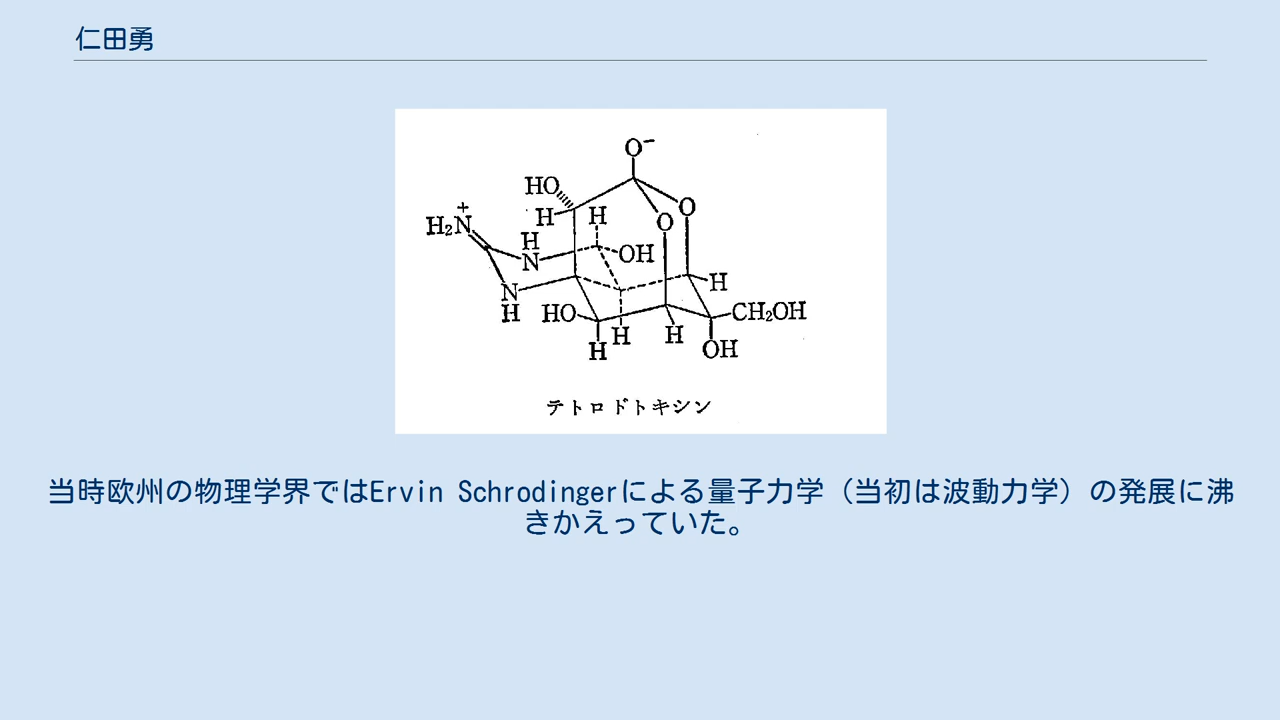 仁田勇
O−
HO
H
H
O
O
H2N+
H
N
OH
N
H
HO
H
H
H
H
CH2OH
OH
テトロドトキシン
当時欧州の物理学界ではErvin Schrodingerによる量子力学（当初は波動力学）の発展に沸
きかえっていた。